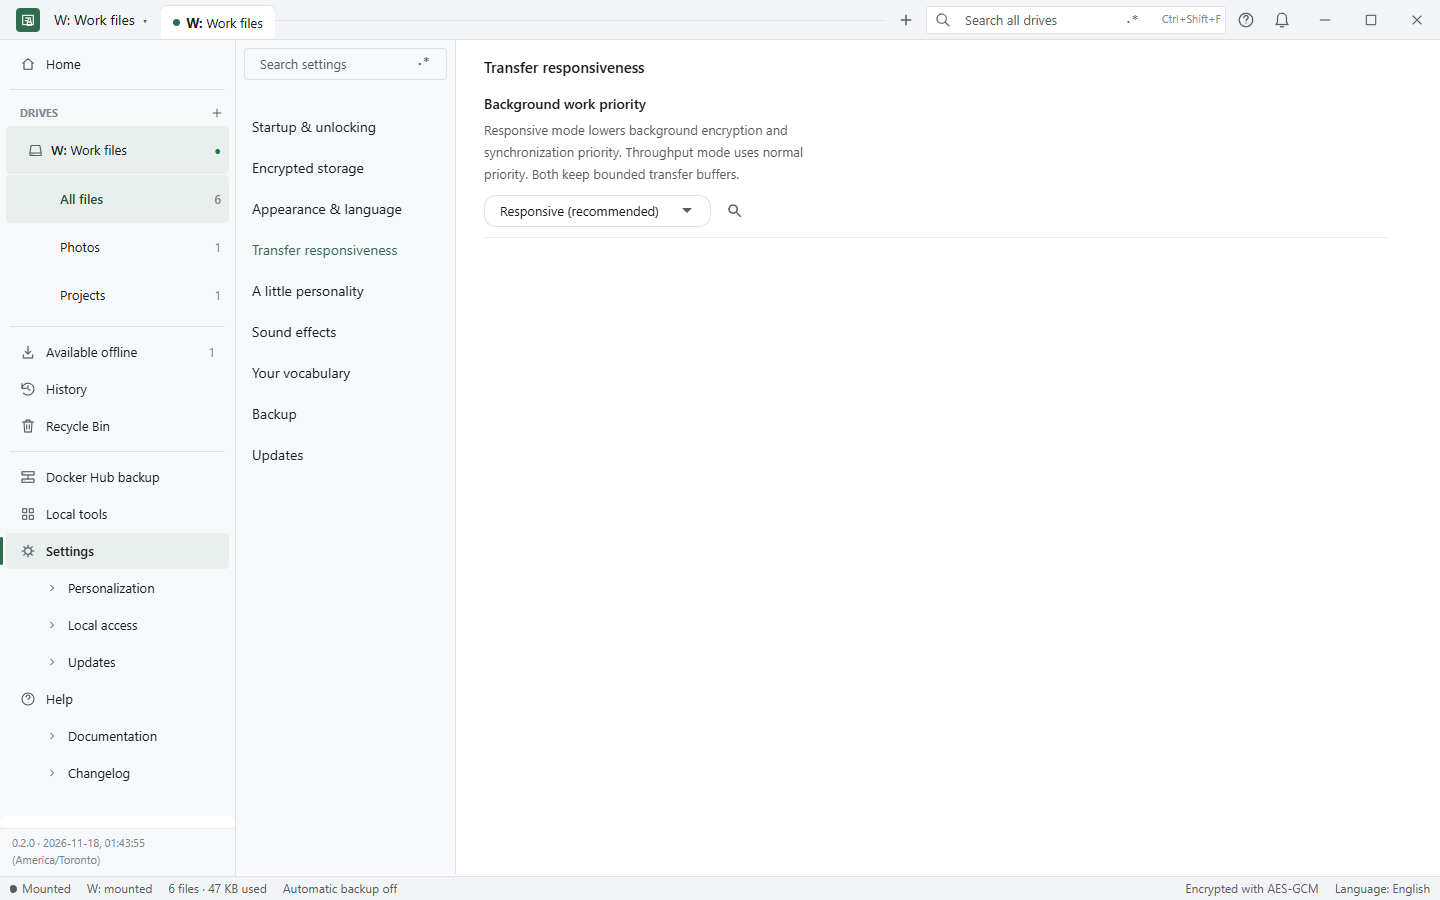 W: Work files
W: Work files
Search all drives
.*
Ctrl+Shift+F
Home
DRIVES
W: Work files
All files
6
Photos
1
Projects
1
Available offline
1
History
Recycle Bin
Docker Hub backup
Local tools
Settings
Personalization
Local access
Updates
Help
Documentation
Changelog
0.2.0 · 2026-11-18, 01:43:55
(America/Toronto)
Search settings
.*
Startup & unlocking
Encrypted storage
Appearance & language
Transfer responsiveness
A little personality
Sound effects
Your vocabulary
Backup
Updates
Transfer responsiveness
Background work priority
Responsive mode lowers background encryption and
synchronization priority. Throughput mode uses normal
priority. Both keep bounded transfer buffers.
Responsive (recommended)
Mounted
W: mounted
6 files · 47 KB used
Automatic backup off
Encrypted with AES-GCM
Language: English